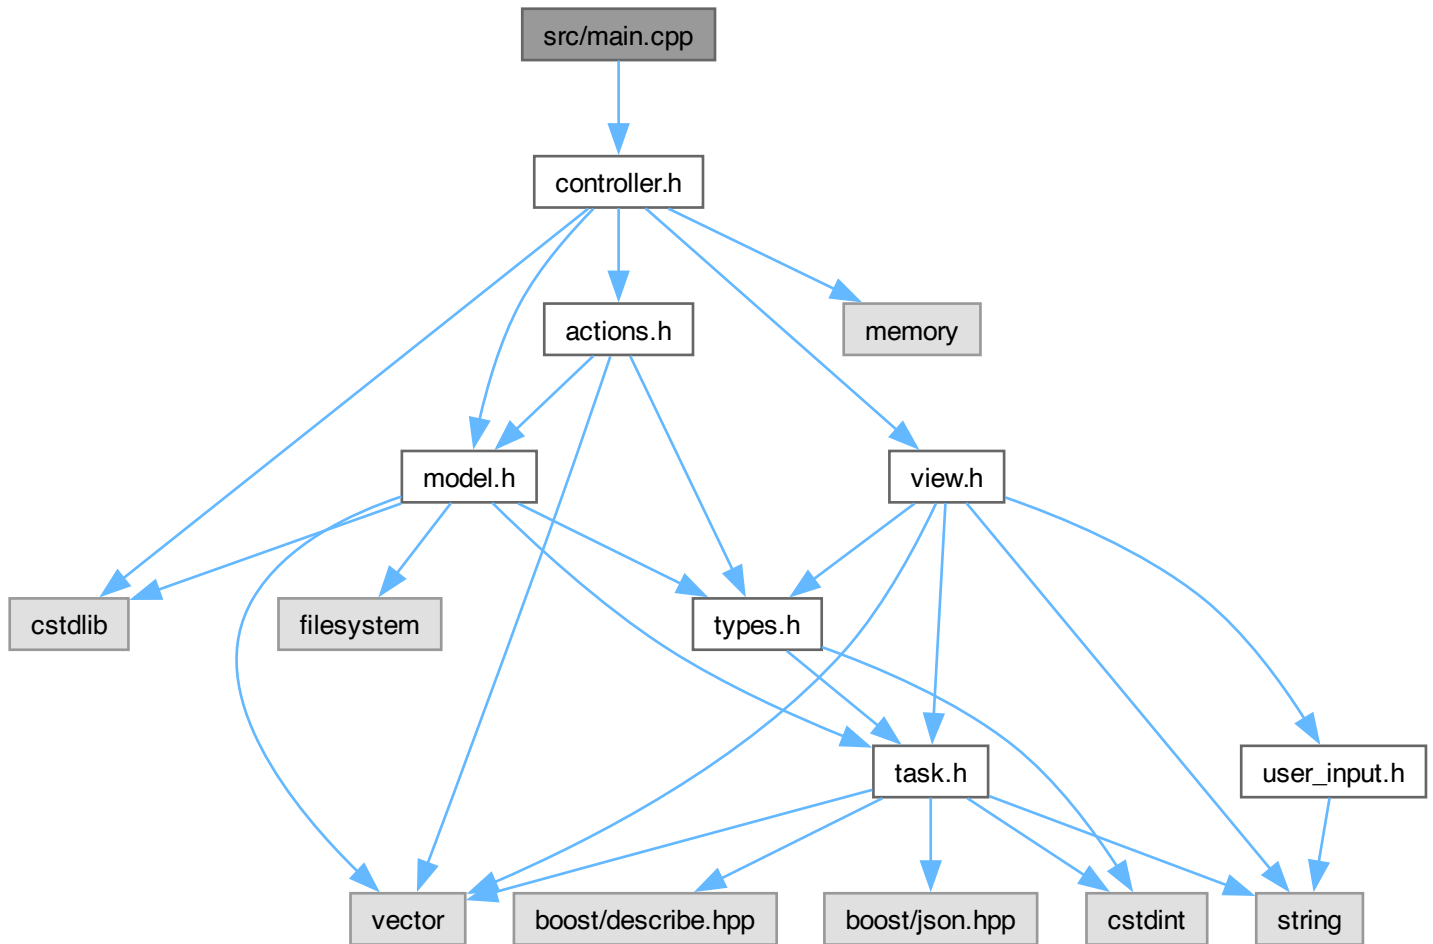 src/main.cpp
controller.h
actions.h
memory
model.h
view.h
cstdlib
filesystem
types.h
task.h
user_input.h
vector
boost/describe.hpp
boost/json.hpp
cstdint
string